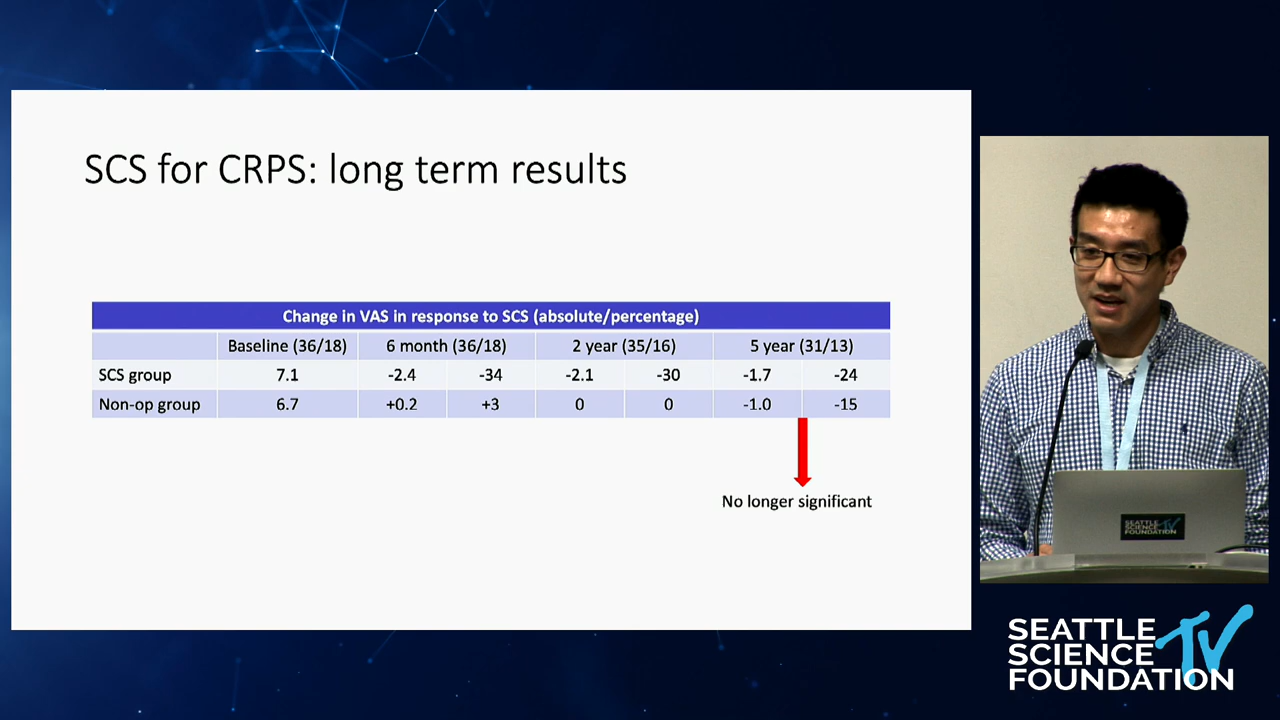 SCS for CRPS: long term results
Change in VAS in response to SCS (absolute/percentage)
Baseline (36/18) 6 month (36/18) 2 year (35/16) 5 year (31/13)
SCS group 7.1 -2.4 -34 -2.1 -30 -1.7 -24
Non-op group 6.7 +0.2 +3 0 0 -1.0 -15
No longer significant
SEATTLE
SCIENCE
FOUNDATION
TV
SEATTLE
SCIENCE
FOUNDATION
TV